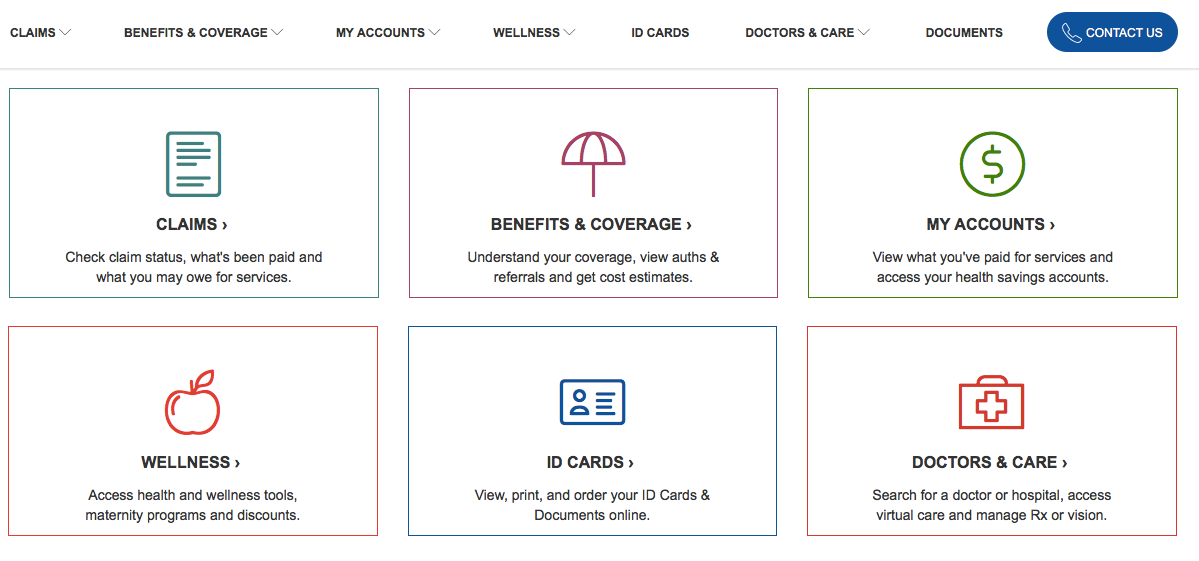 CLAIMS
BENEFITS & COVERAGE
MY ACCOUNTS
WELLNESS
ID CARDS
DOCTORS & CARE
DOCUMENTS
CONTACT US
CLAIMS ›
Check claim status, what's been paid and
what you may owe for services.
BENEFITS & COVERAGE ›
Understand your coverage, view auths &
referrals and get cost estimates.
MY ACCOUNTS ›
View what you've paid for services and
access your health savings accounts.
WELLNESS ›
Access health and wellness tools,
maternity programs and discounts.
ID CARDS ›
View, print, and order your ID Cards &
Documents online.
DOCTORS & CARE ›
Search for a doctor or hospital, access
virtual care and manage Rx or vision.